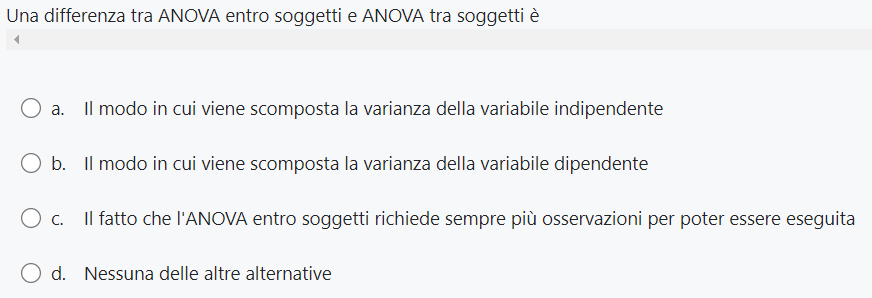 Una differenza tra ANOVA entro soggetti e ANOVA tra soggetti è
a. Il modo in cui viene scomposta la varianza della variabile indipendente
b. Il modo in cui viene scomposta la varianza della variabile dipendente
c. Il fatto che l'ANOVA entro soggetti richiede sempre più osservazioni per poter essere eseguita
d. Nessuna delle altre alternative